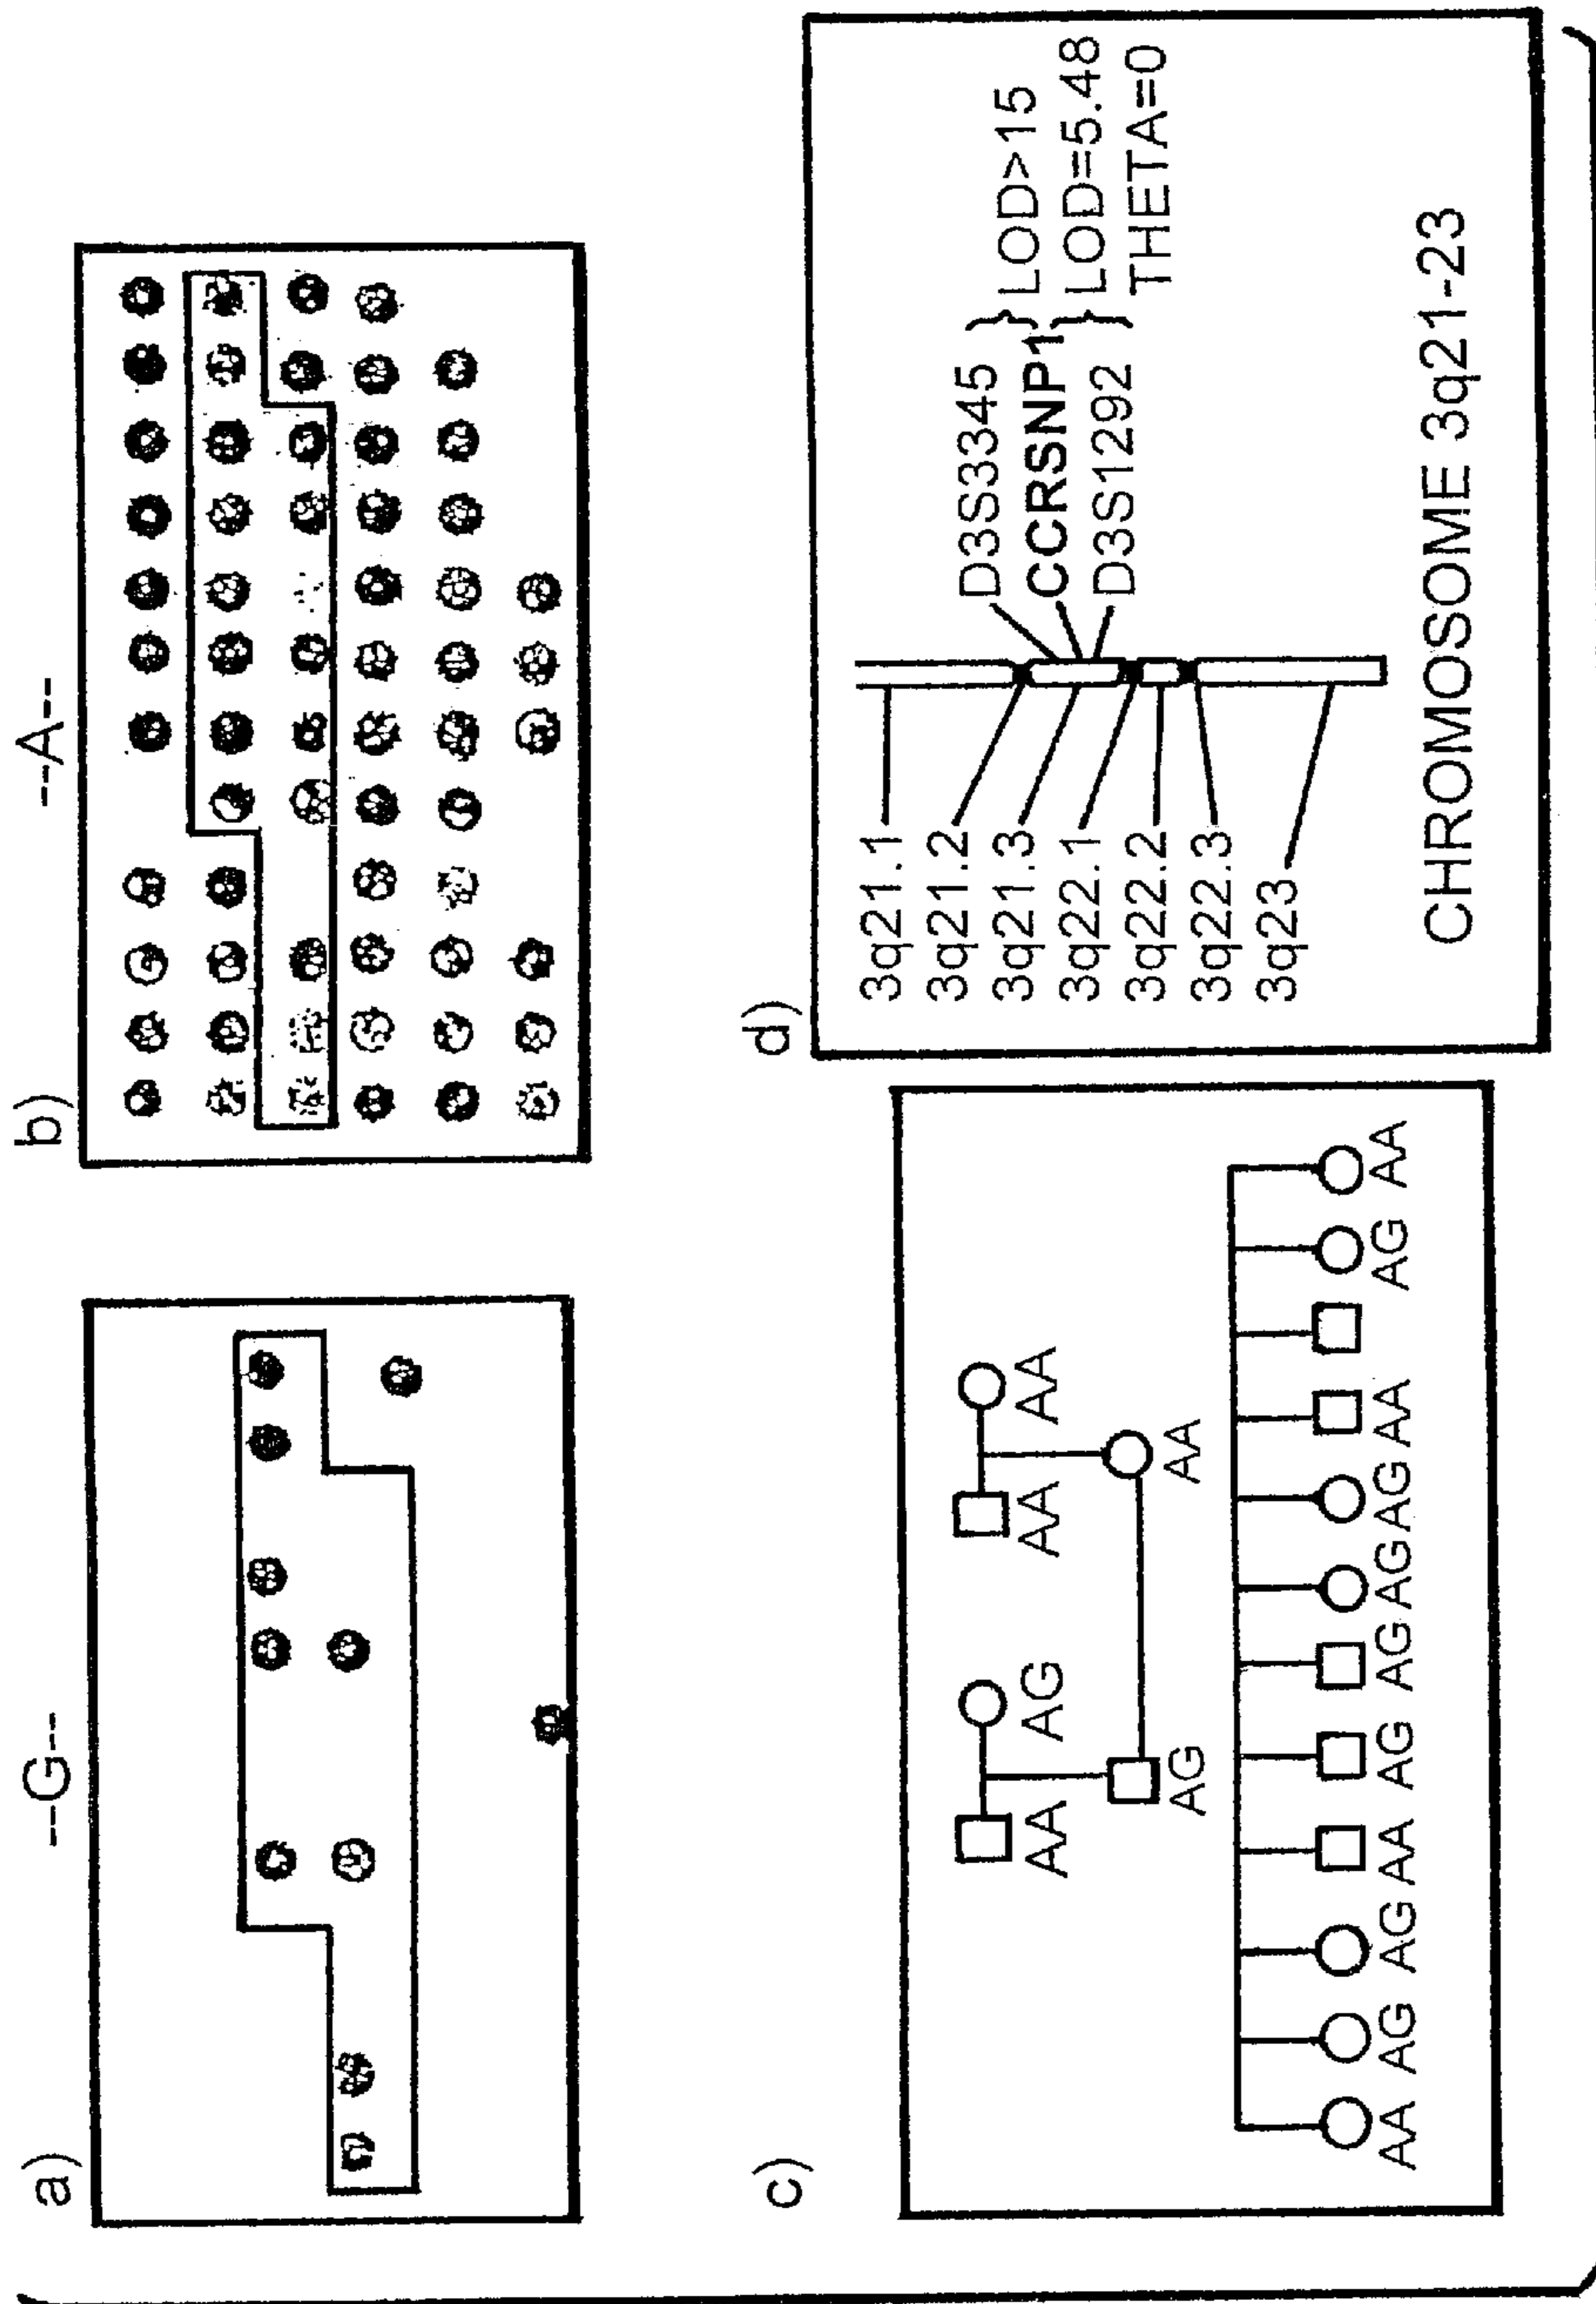 a)
--G--
b)
--A--
c)
AA
AG
AA
AA
AG
AA
AA AG AG AA AG AG AG AG AA AG AA
d)
3q21.1
3q21.2
3q21.3
3q22.1
3q22.2
3q22.3
3q23
D3S3345
CCRSNP1
D3S1292
LOD>15
LOD=5.48
THETA=0
CHROMOSOME 3q21-23